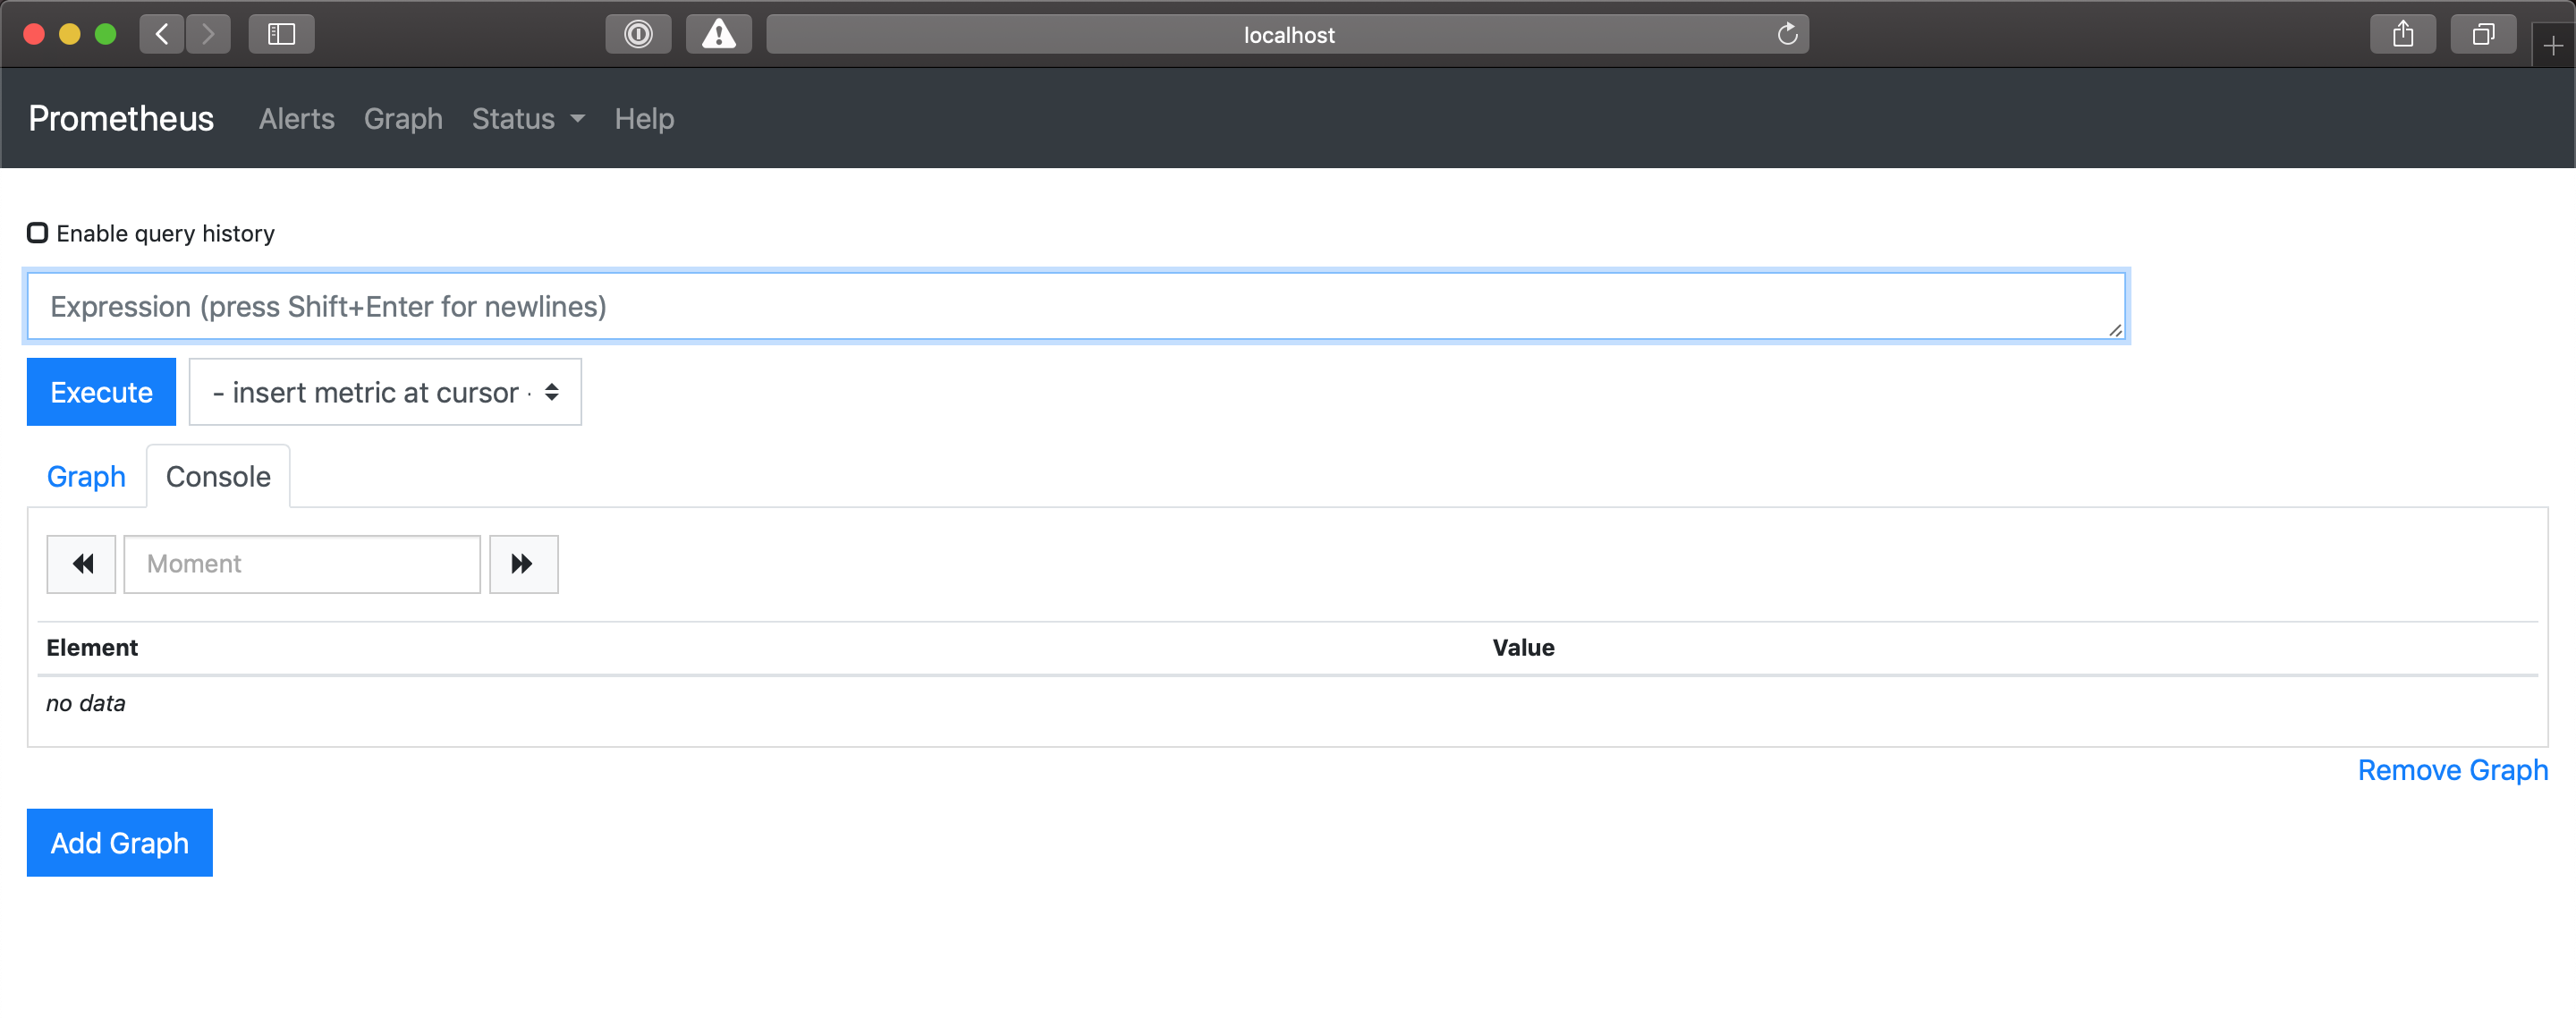 localhost
Prometheus Alerts Graph Status Help
Enable query history
Expression (press Shift+Enter for newlines)
Execute - insert metric at cursor -
Graph Console
Moment
Element Value
no data
Remove Graph
Add Graph